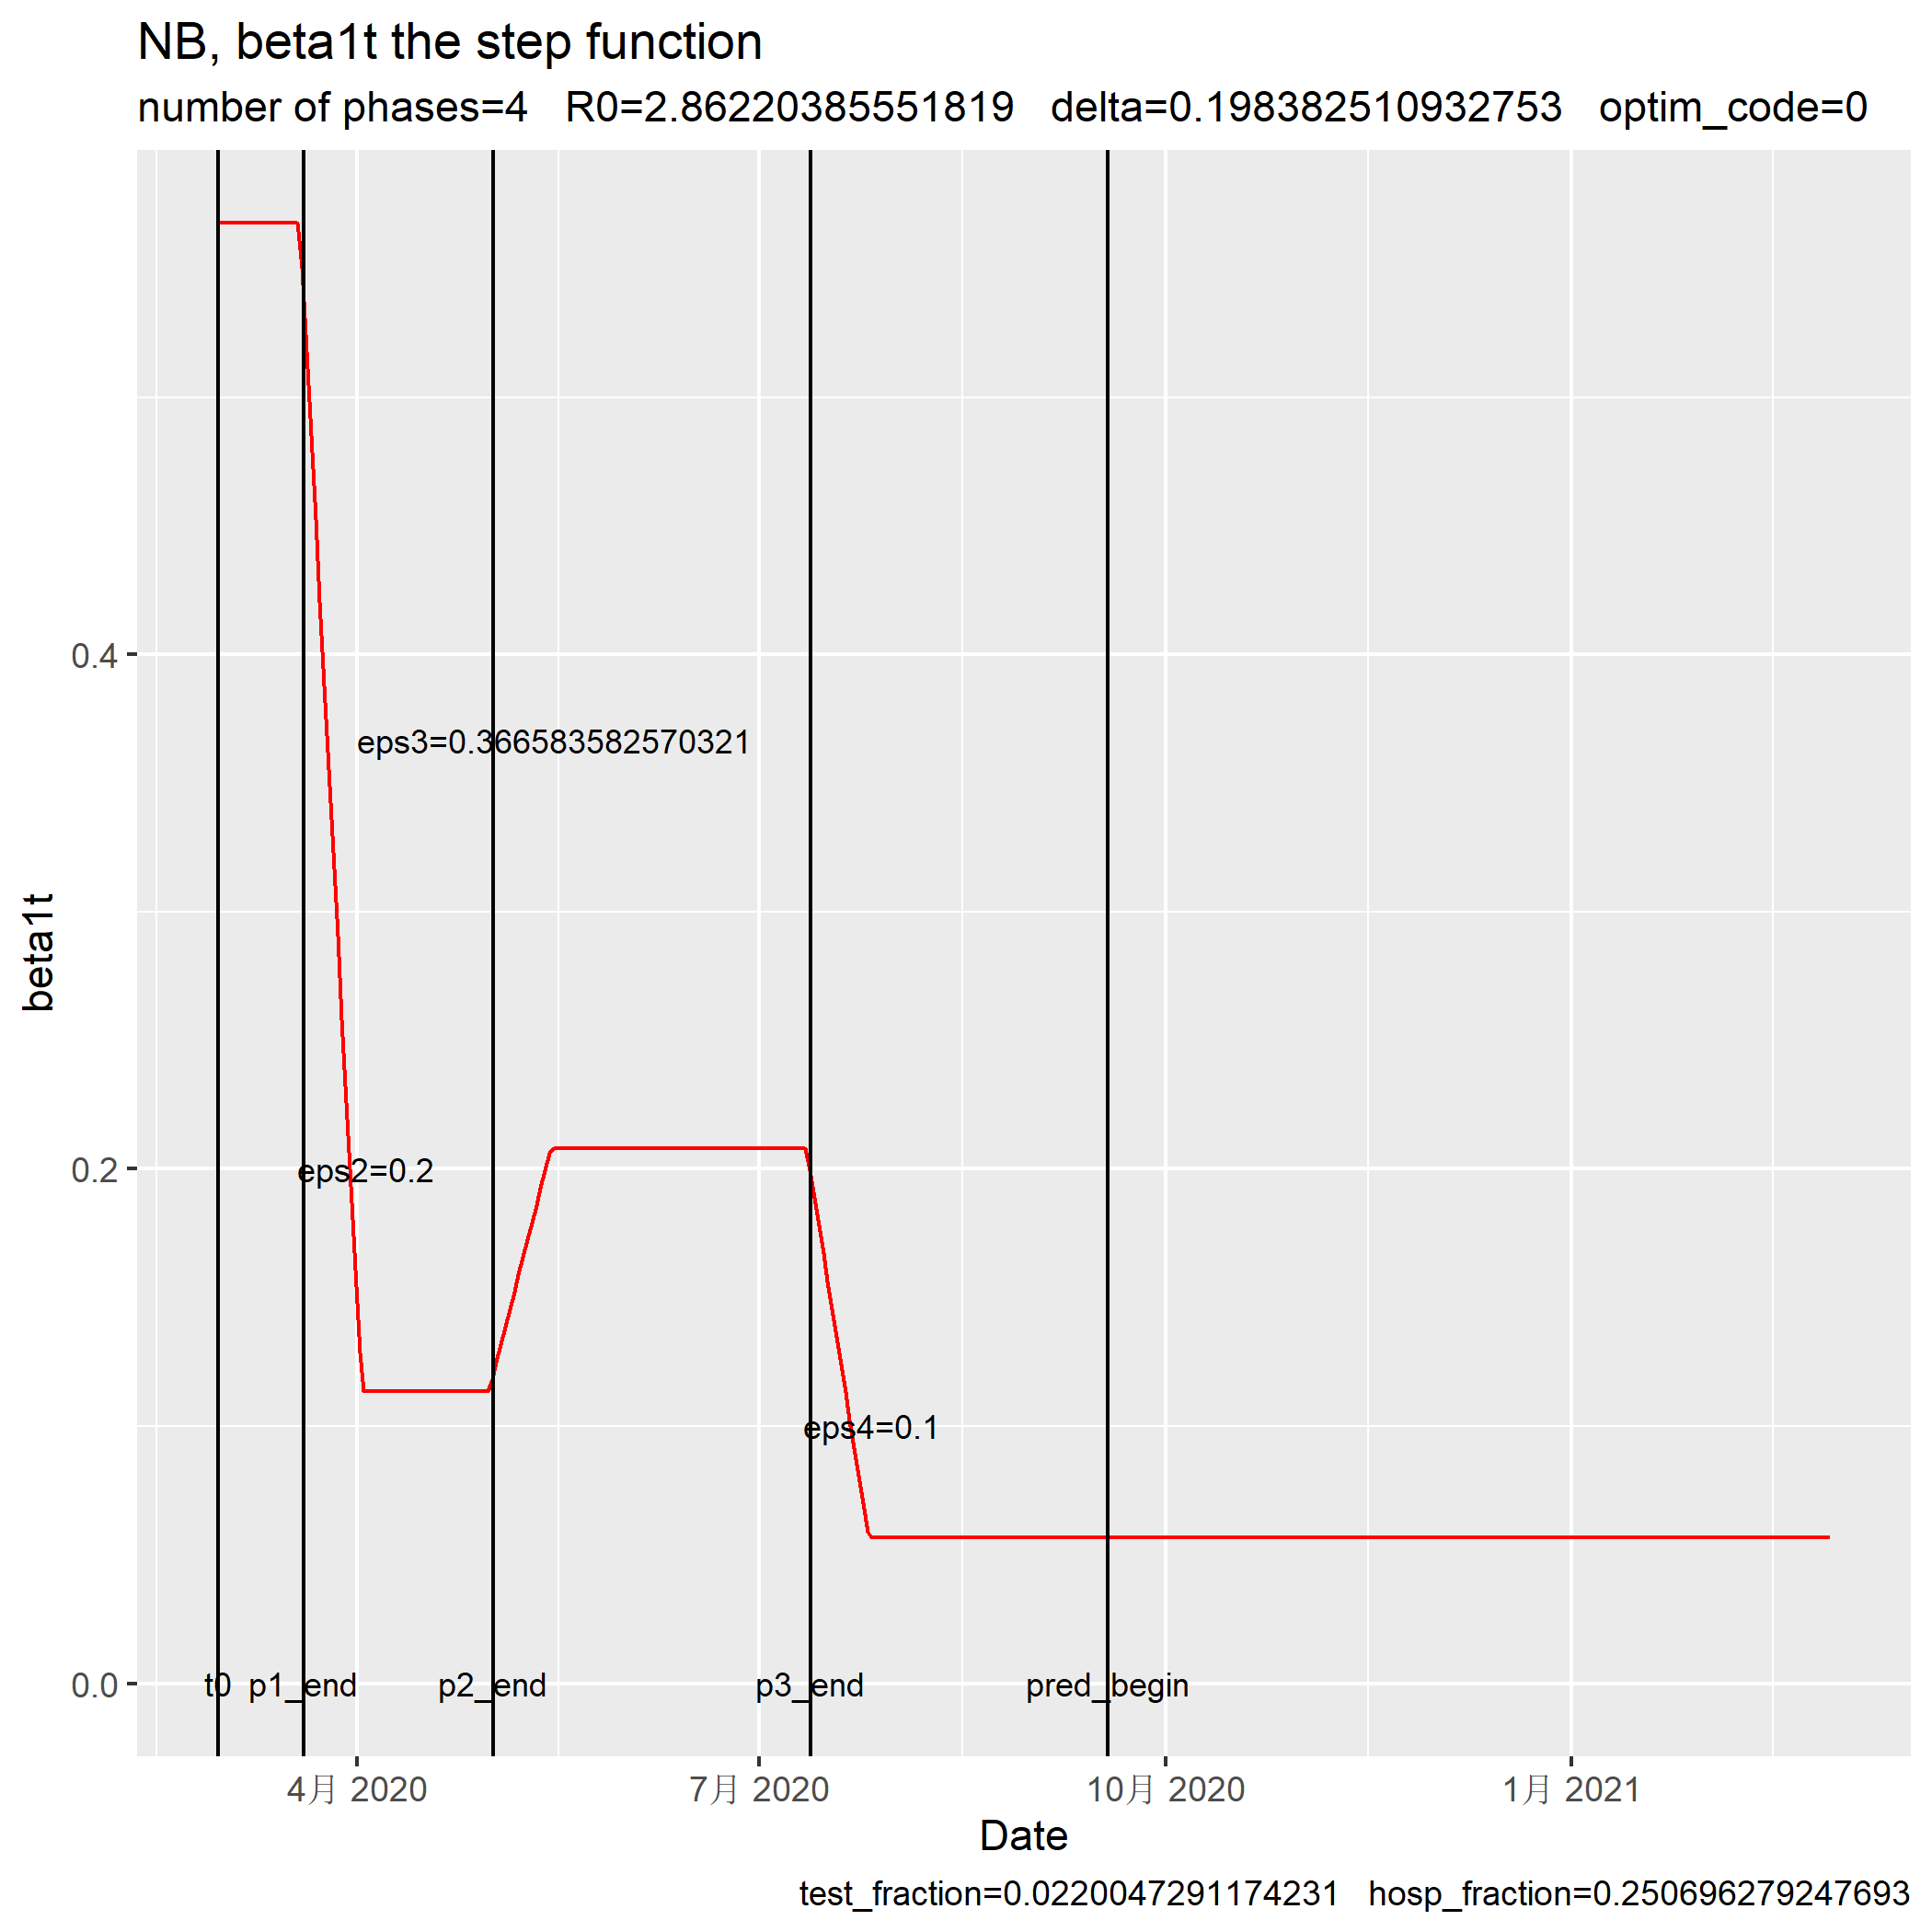 NB, beta1t the step function
number of phases=4   R0=2.86220385551819   delta=0.198382510932753   optim_code=0
beta1t
0.4
0.2
0.0
eps3=0.366583582570321
eps2=0.2
eps4=0.1
t0 p1_end p2_end p3_end pred_begin
4月 2020 7月 2020 10月 2020 1月 2021
Date
test_fraction=0.0220047291174231   hosp_fraction=0.250696279247693